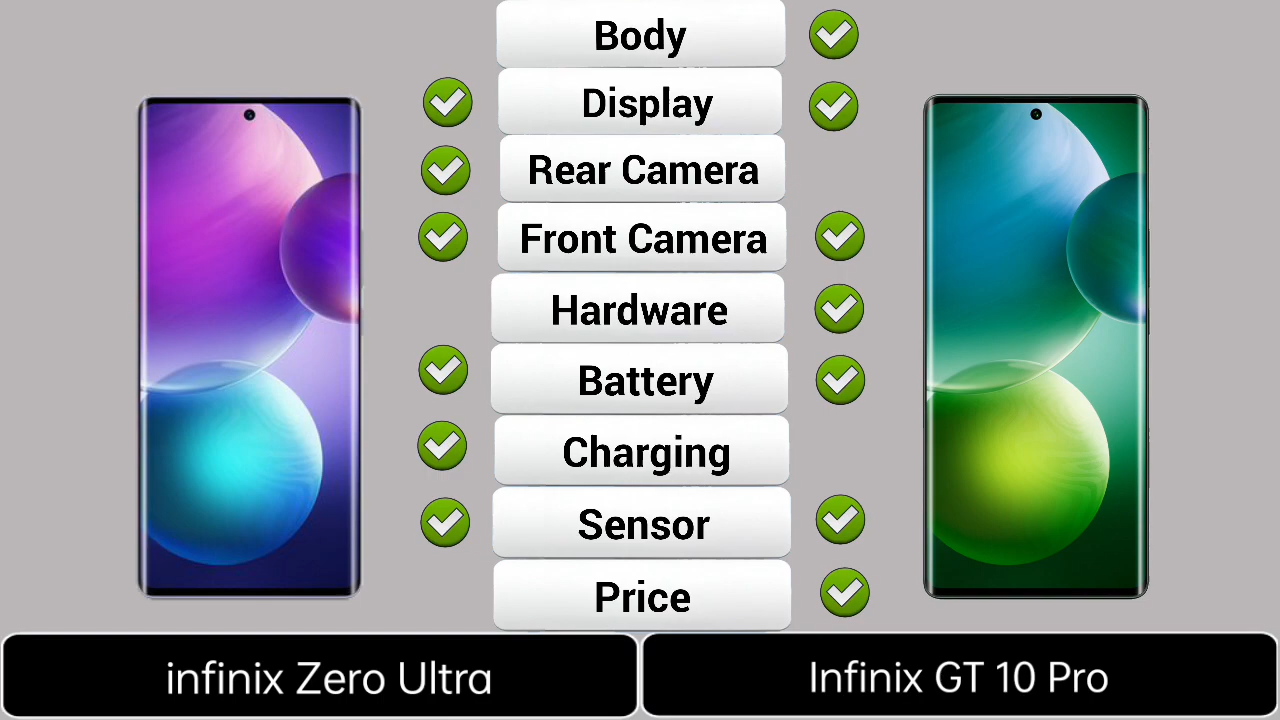 Body
Display
Rear Camera
Front Camera
Hardware
Battery
Charging
Sensor
Price
infinix Zero Ultra
Infinix GT 10 Pro